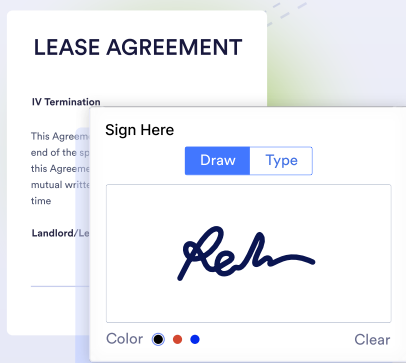 LEASE AGREEMENT
IV Termination
This Agreem
end of the sp
this Agreeme
mutual writte
time
Landlord/Le
Sign Here
Draw Type
Color Clear